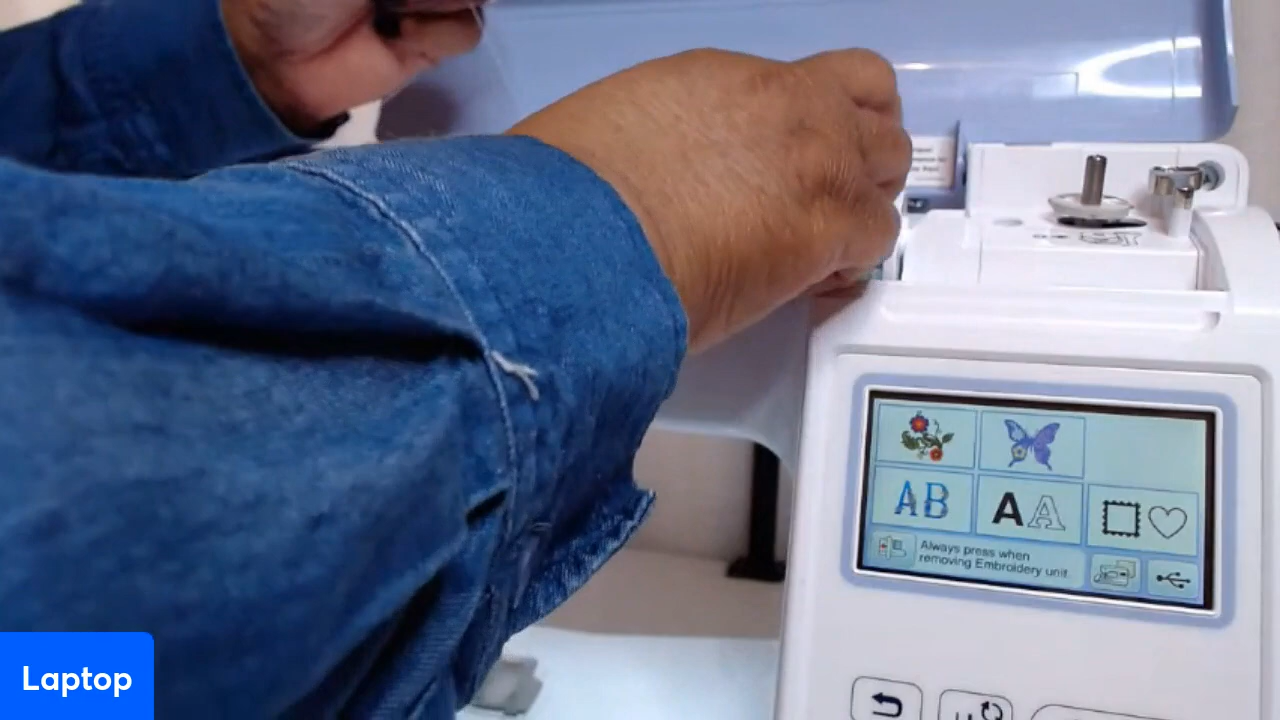 AB
AA
Always press when
removing Embroidery unit
Laptop